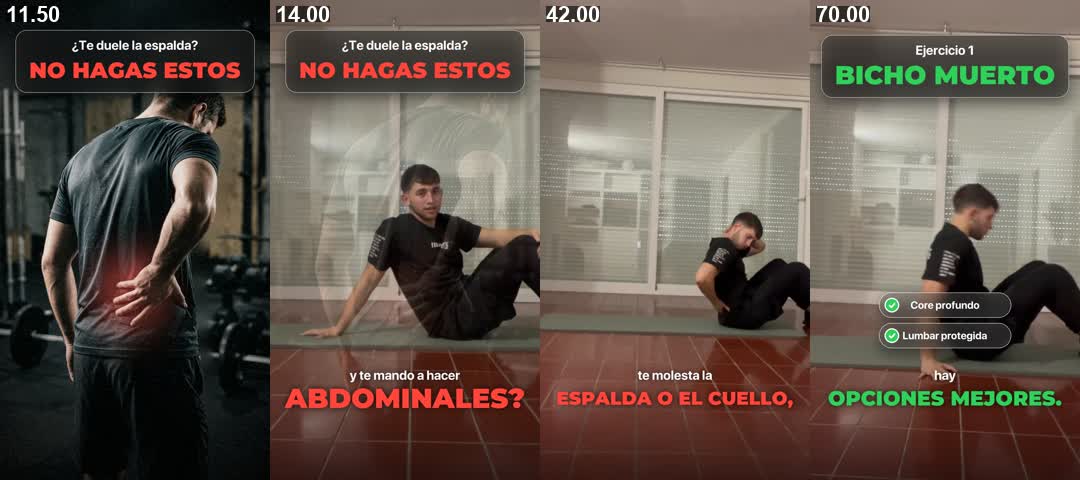 11.50
¿Te duele la espalda?
NO HAGAS ESTOS
14.00
¿Te duele la espalda?
NO HAGAS ESTOS
y te mando a hacer
ABDOMINALES?
42.00
te molesta la
ESPALDA O EL CUELLO,
70.00
Ejercicio 1
BICHO MUERTO
Core profundo
Lumbar protegida
hay
OPCIONES MEJORES.